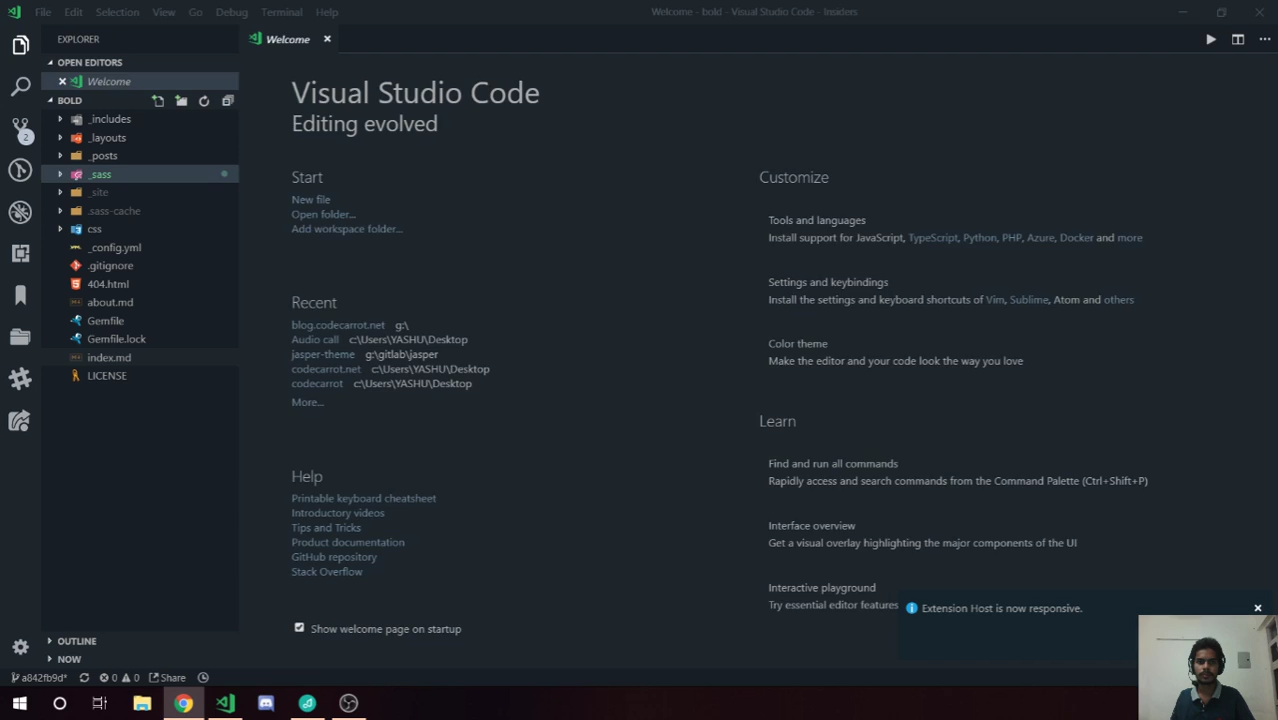 File Edit Selection View Go Debug Terminal Help
Welcome - bold - Visual Studio Code - Insiders
EXPLORER
Welcome
OPEN EDITORS
Welcome
BOLD
_includes
_layouts
_posts
_sass
_site
.sass-cache
css
_config.yml
.gitignore
404.html
about.md
Gemfile
Gemfile.lock
index.md
LICENSE
OUTLINE
NOW
2
Visual Studio Code
Editing evolved
Start
New file
Open folder...
Add workspace folder...
Recent
blog.codecarrot.net g:\
Audio call c:\Users\YASHU\Desktop
jasper-theme g:\gitlab\jasper
codecarrot.net c:\Users\YASHU\Desktop
codecarrot c:\Users\YASHU\Desktop
More...
Help
Printable keyboard cheatsheet
Introductory videos
Tips and Tricks
Product documentation
GitHub repository
Stack Overflow
Show welcome page on startup
Customize
Tools and languages
Install support for JavaScript, TypeScript, Python, PHP, Azure, Docker and more
Settings and keybindings
Install the settings and keyboard shortcuts of Vim, Sublime, Atom and others
Color theme
Make the editor and your code look the way you love
Learn
Find and run all commands
Rapidly access and search commands from the Command Palette (Ctrl+Shift+P)
Interface overview
Get a visual overlay highlighting the major components of the UI
Interactive playground
Try essential editor features
Extension Host is now responsive.
a842fb9d* 0 0 Share